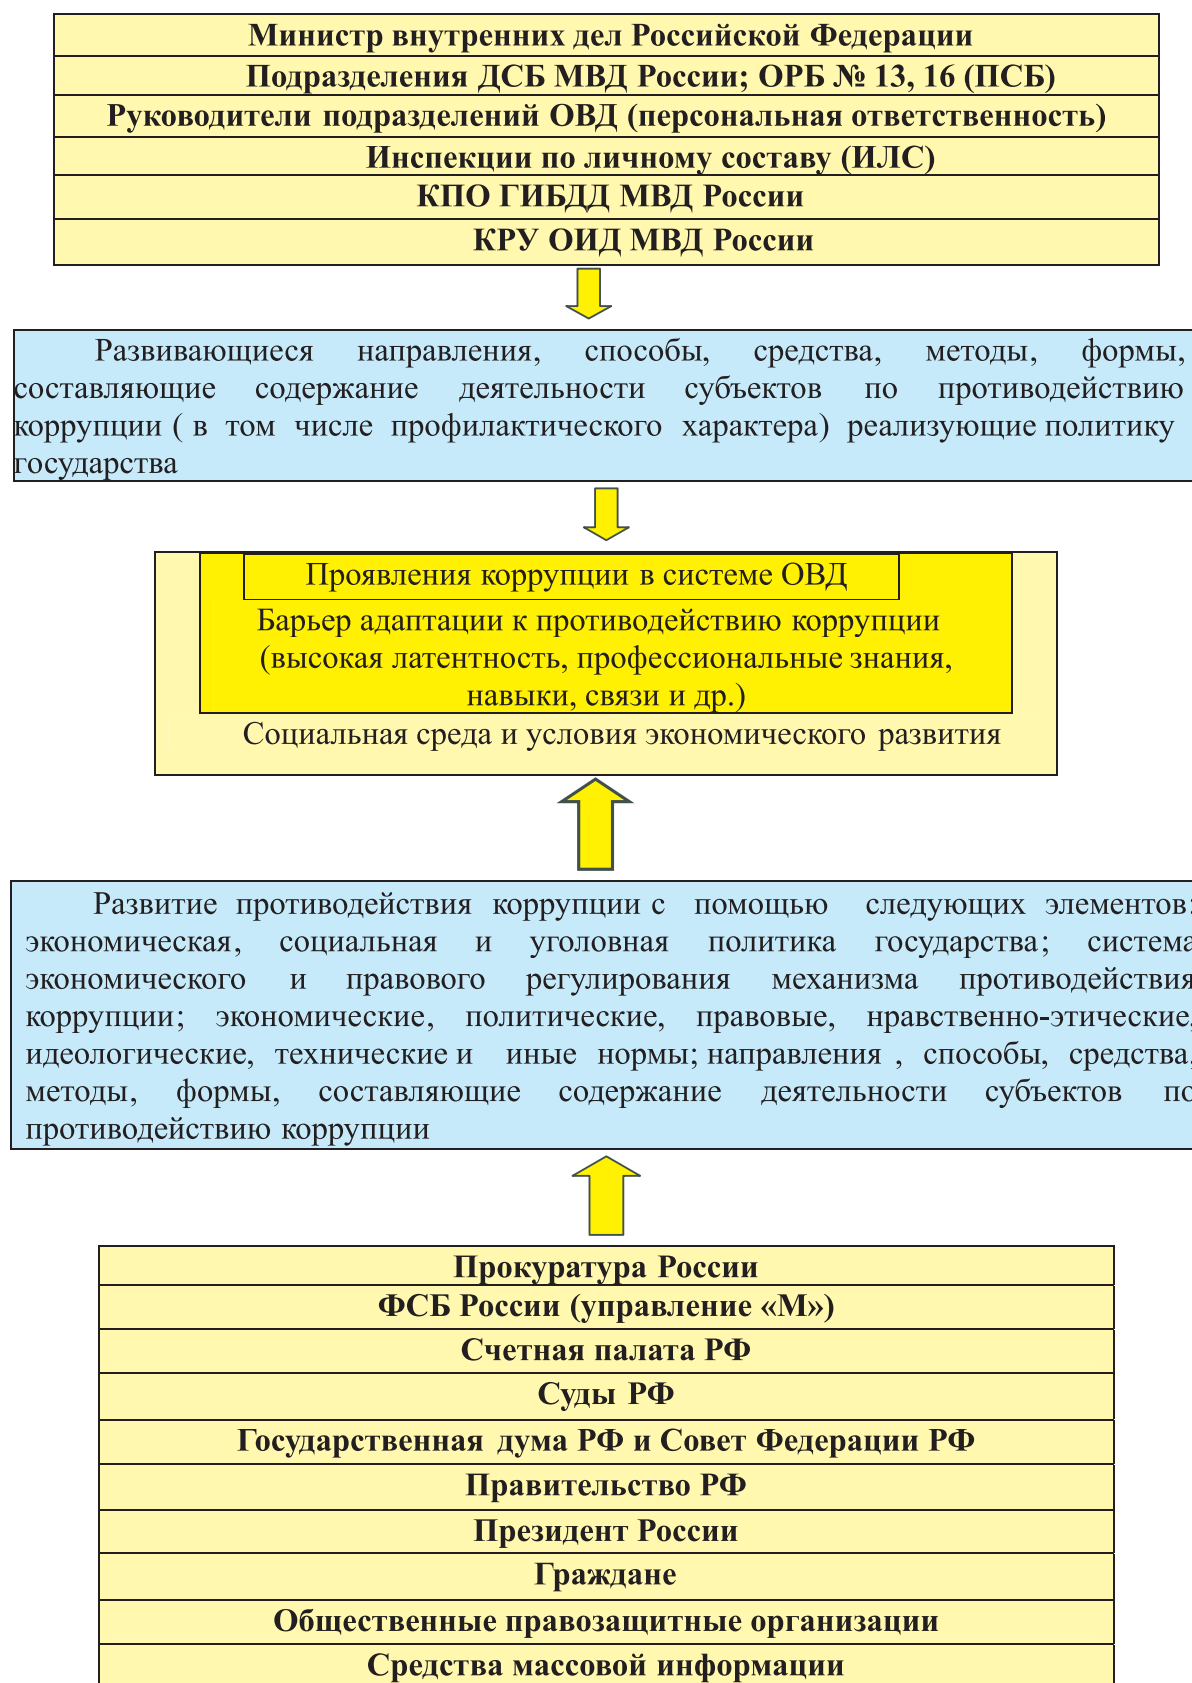 Министр внутренних дел Российской Федерации
Подразделения ДСБ МВД России; ОРБ № 13, 16 (ПСБ)
Руководители подразделений ОВД (персональная ответственность)
Инспекции по личному составу (ИЛС)
КПО ГИБДД МВД России
КРУ ОИД МВД России
Развивающиеся направления, способы, средства, методы, формы,
составляющие содержание деятельности субъектов по противодействию
коррупции ( в том числе профилактического характера) реализующие политику
государства
Проявления коррупции в системе ОВД
Барьер адаптации к противодействию коррупции
(высокая латентность, профессиональные знания,
навыки, связи и др.)
Социальная среда и условия экономического развития
Развитие противодействия коррупции с помощью следующих элементов:
экономическая, социальная и уголовная политика государства; система
экономического и правового регулирования механизма противодействия
коррупции; экономические, политические, правовые, нравственно-этические,
идеологические, технические и иные нормы; направления , способы, средства,
методы, формы, составляющие содержание деятельности субъектов по
противодействию коррупции
Прокуратура России
ФСБ России (управление «М»)
Счетная палата РФ
Суды РФ
Государственная дума РФ и Совет Федерации РФ
Правительство РФ
Президент России
Граждане
Общественные правозащитные организации
Средства массовой информации